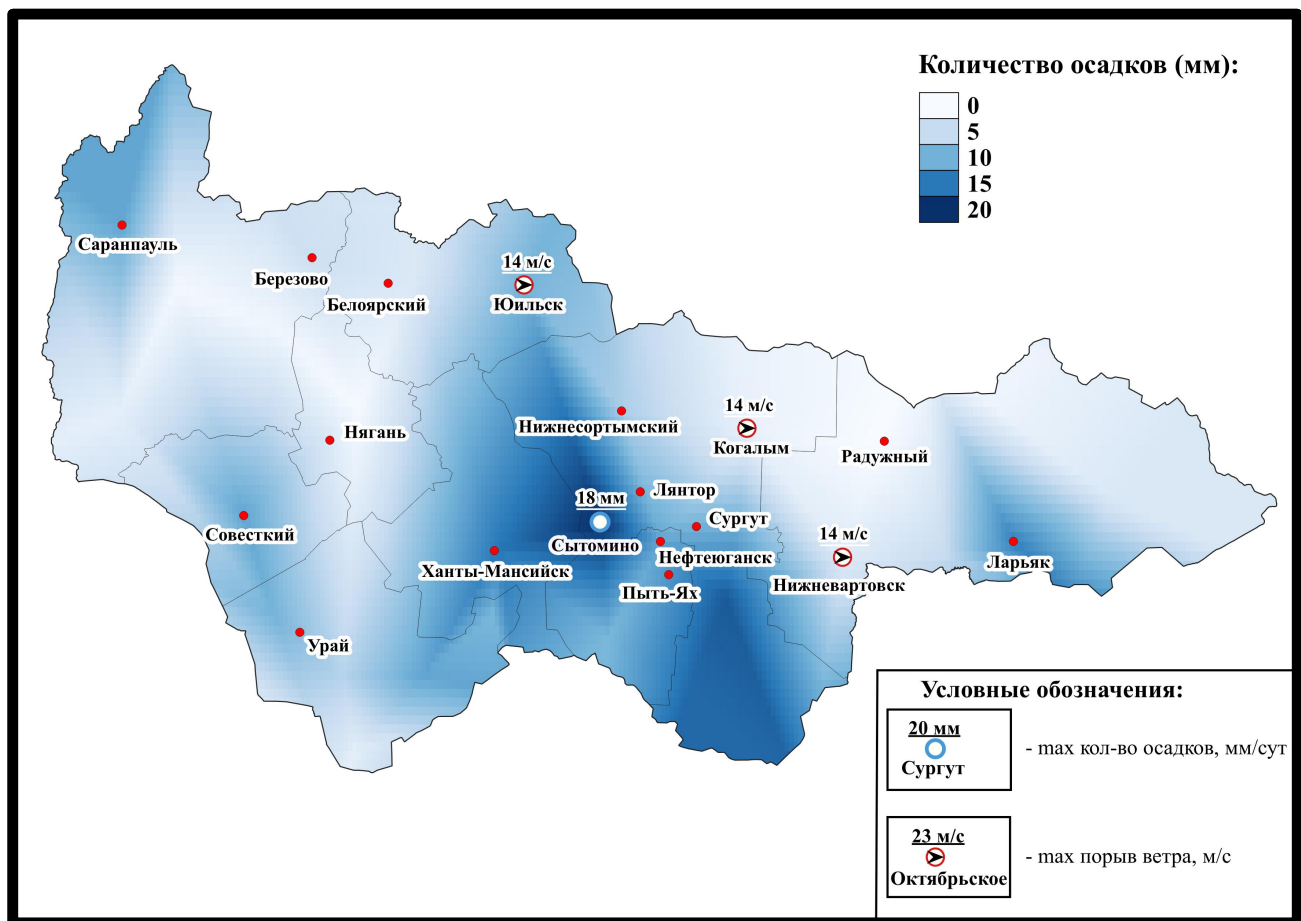 Количество осадков (мм):
0
5
10
15
20
Саранпауль
Березово
Белоярский
14 м/с
Юильск
Нижнесортымский
14 м/с
Когалым
Радужный
Нягань
Лянтор
18 мм
Сытомино
Сургут
Совесткий
Ханты-Мансийск
Нефтеюганск
Пыть-Ях
14 м/с
Нижневартовск
Ларьяк
Урай
Условные обозначения:
20 мм
Сургут
- max кол-во осадков, мм/сут
23 м/с
Октябрьское
- max порыв ветра, м/с